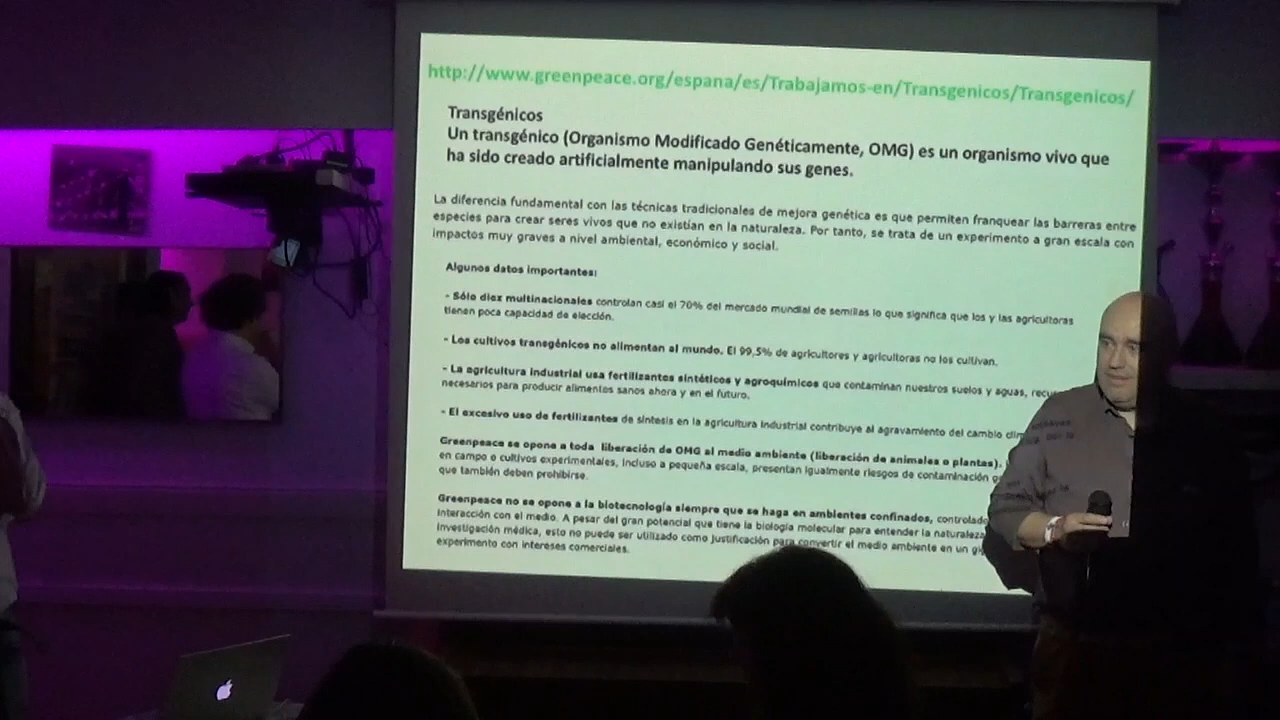 http://www.greenpeace.org/espana/es/Trabajamos-en/Transgenicos/Transgenicos/
Transgénicos
Un transgénico (Organismo Modificado Genéticamente, OMG) es un organismo vivo que
ha sido creado artificialmente manipulando sus genes.
La diferencia fundamental con las técnicas tradicionales de mejora genética es que permiten franquear las barreras entre
especies para crear seres vivos que no existían en la naturaleza. Por tanto, se trata de un experimento a gran escala con
impactos muy graves a nivel ambiental, económico y social.
Algunos datos importantes:
- Sólo diez multinacionales controlan casi el 70% del mercado mundial de semillas lo que significa que los y las agricultoras
tienen poca capacidad de elección.
- Los cultivos transgénicos no alimentan al mundo. El 99,5% de agricultores y agricultoras no los cultivan.
- La agricultura industrial usa fertilizantes sintéticos y agroquímicos que contaminan nuestros suelos y aguas,
necesarios para producir alimentos sanos ahora y en el futuro.
- El excesivo uso de fertilizantes de síntesis en la agricultura industrial contribuye al agravamiento del cambio
Greenpeace se opone a toda liberación de OMG al medio ambiente (liberación de animales o plantas).
en campo o cultivos experimentales, incluso a pequeña escala, presentan igualmente riesgos de contaminación
que también deben prohibirse.
Greenpeace no se opone a la biotecnología siempre que se haga en ambientes confinados, controlado
interacción con el medio. A pesar del gran potencial que tiene la biología molecular para entender la naturaleza
investigación médica, esto no puede ser utilizado como justificación para convertir el medio ambiente en un
experimento con intereses comerciales.